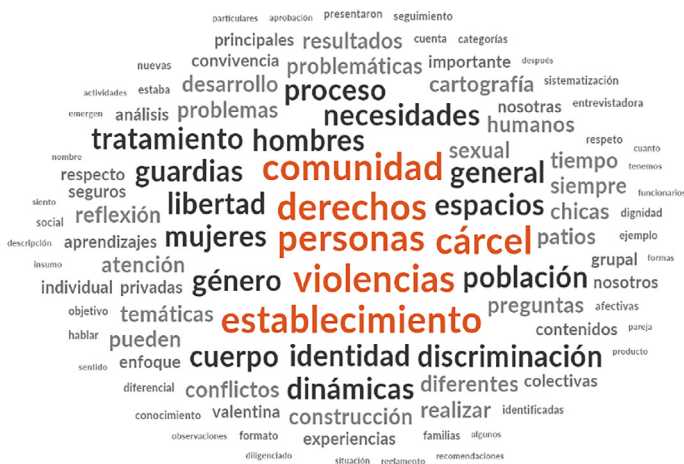 particulares aprobación presentaron seguimiento
principales resultados cuenta categorías
nuevas convivencia problemáticas importante después
actividades estaba desarrollo proceso cartografía sistematización
emergen análisis problemas necesidades nosotras entrevistadora
humanos
tratamiento hombres sexual respeto cuanto
nombre respecto guardias comunidad general tiempo tenemos
seguros siempre funcionarios
siento libertad derechos espacios chicas dignidad
social reflexión
descripción aprendizajes mujeres personas cárcel patios ejemplo
insumo atención grupal formas
individual privadas género violencias población nosotros
objetivo temáticas establecimiento preguntas afectivas
hablar pueden contenidos pareja
sentido enfoque cuerpo identidad discriminación producto
diferencial conflictos dinámicas diferentes colectivas
conocimiento valentina construcción realizar identificadas
observaciones formato experiencias familias algunos
diligenciado situación reglamento recomendaciones